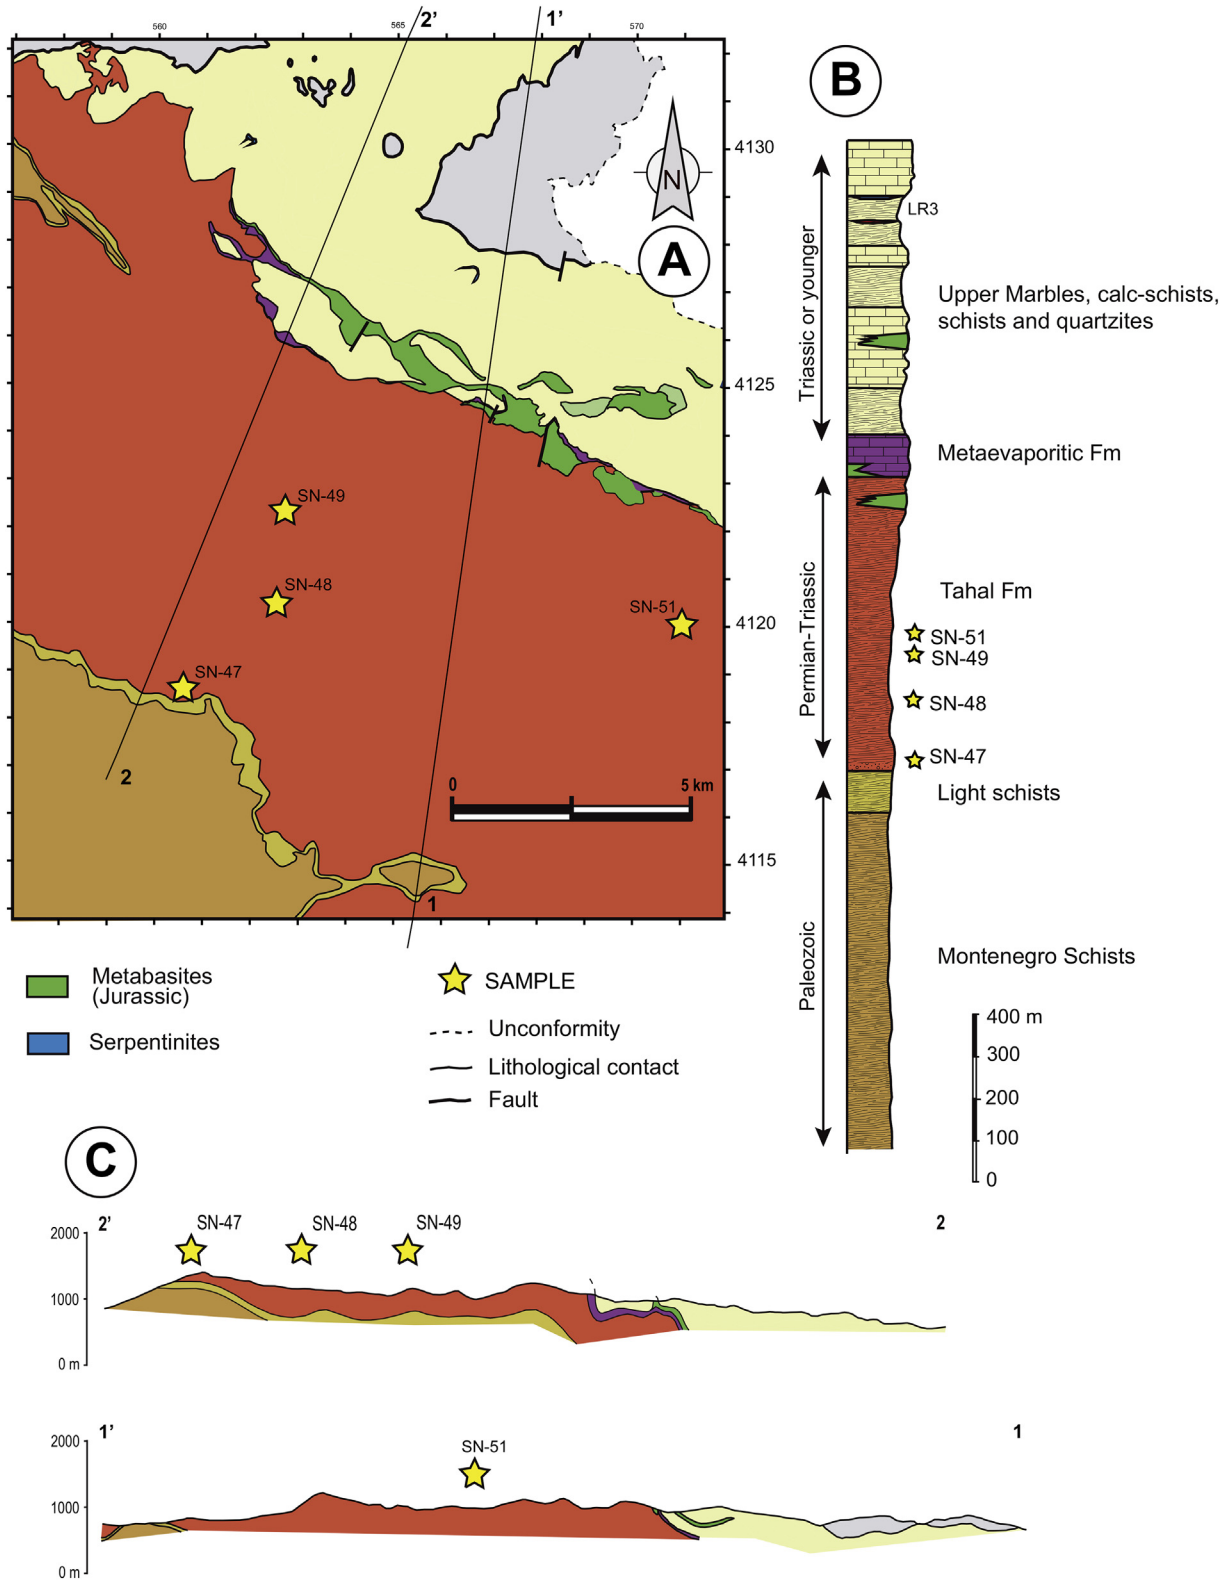 560
565
2'
1'
570
B
4130
N
LR3
A
Triassic or younger
Upper Marbles, calc-schists,
schists and quartzites
4125
Metaevaporitic Fm
SN-49
SN-48
Permian-Triassic
Tahal Fm
SN-51
4120
SN-51
SN-49
SN-47
SN-48
SN-47
2
0
5 km
Light schists
4115
1
Paleozoic
Montenegro Schists
Metabasites
(Jurassic)
SAMPLE
Serpentinites
Unconformity
Lithological contact
Fault
400 m
300
200
100
0
C
2'
SN-47
SN-48
SN-49
2
2000
1000
0 m
1'
1
2000
SN-51
1000
0 m